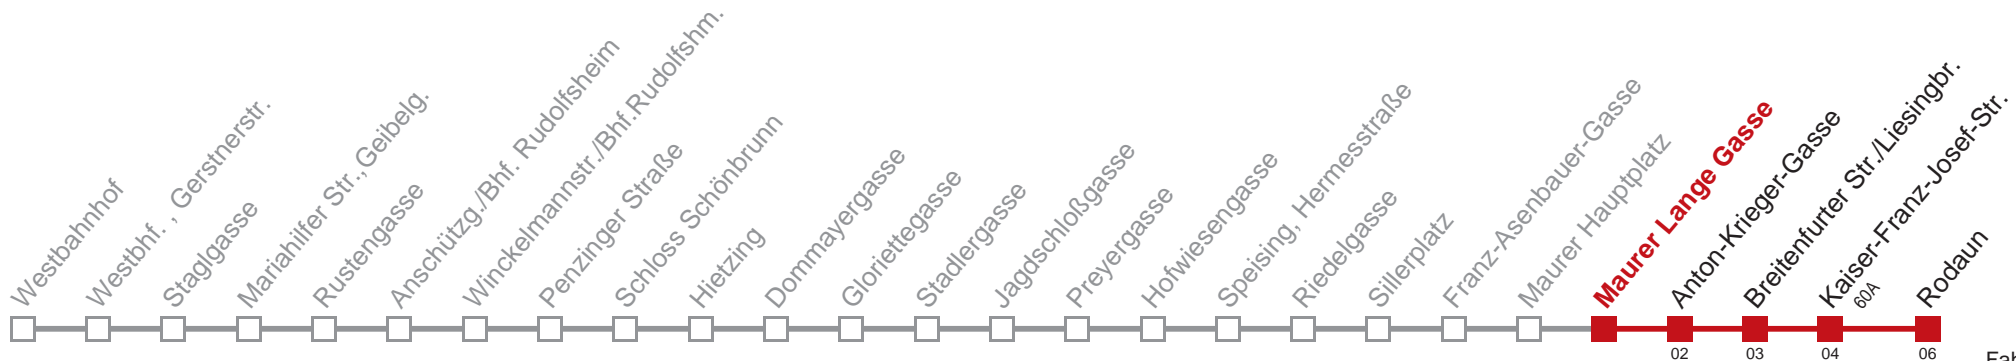 Westbahnhof
Westbhf. , Gerstnerstr.
Staglgasse
Mariahilfer Str.,Geibelg.
Rustengasse
Anschützg./Bhf. Rudolfsheim
Winckelmannstr./Bhf.Rudolfshm.
Penzinger Straße
Schloss Schönbrunn
Hietzing
Dommayergasse
Gloriettegasse
Stadlergasse
Jagdschloßgasse
Preyergasse
Hofwiesengasse
Speising, Hermesstraße
Riedelgasse
Sillerplatz
Franz-Asenbauer-Gasse
Maurer Hauptplatz
Maurer Lange Gasse
Anton-Krieger-Gasse
Breitenfurter Str./Liesingbr.
Kaiser-Franz-Josef-Str.
60A
Rodaun
02
03
04
06